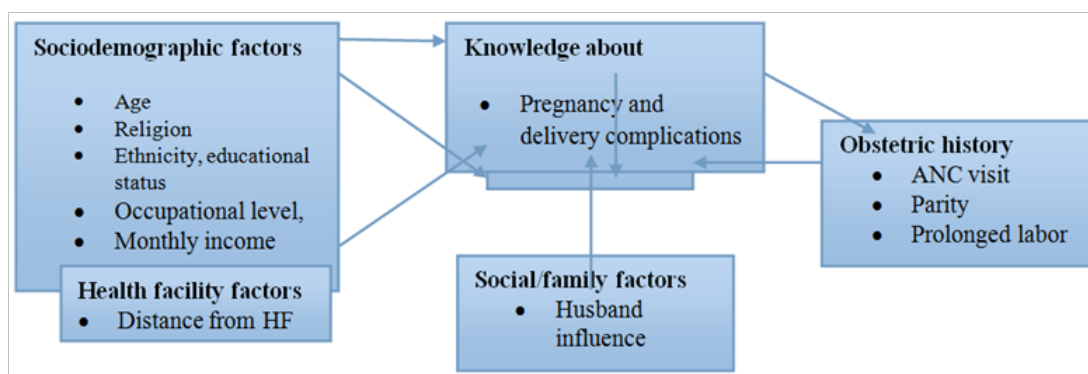 Sociodemographic factors
• Age
• Religion
• Ethnicity, educational
status
• Occupational level,
• Monthly income
Health facility factors
• Distance from HF
Knowledge about
• Pregnancy and
delivery complications
Social/family factors
• Husband
influence
Obstetric history
• ANC visit
• Parity
• Prolonged labor